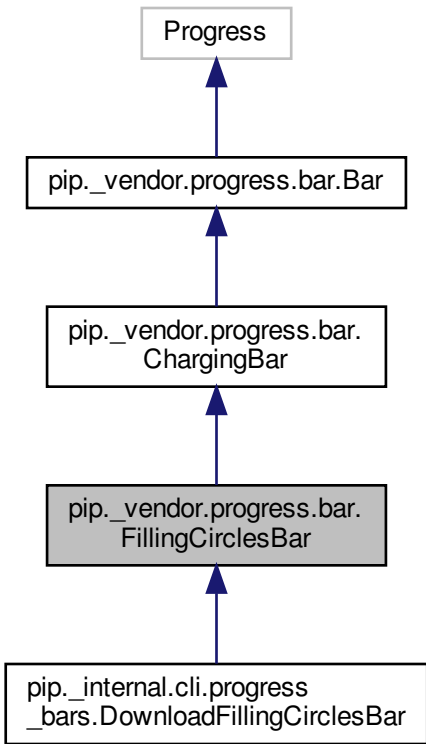 Progress
pip._vendor.progress.bar.Bar
pip._vendor.progress.bar.
ChargingBar
pip._vendor.progress.bar.
FillingCirclesBar
pip._internal.cli.progress
_bars.DownloadFillingCirclesBar